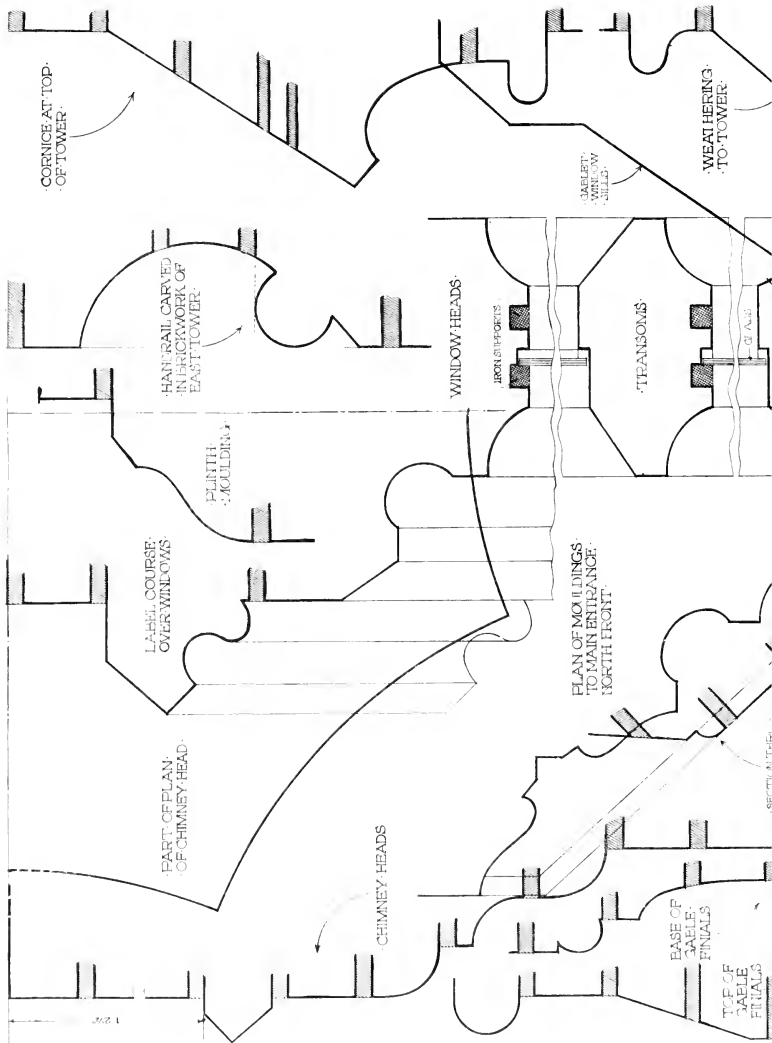 ·CORNICE·AT·TOP·
·OF·TOWER·
·GABLET·
·WINDOW·
·SILLS·
·WEATHERING·
·TO·TOWER·
·HANDRAIL CARVED
·IN·BRICKWORK OF·
·EAST·TOWER·
WINDOW HEADS·
IRON SUPPORTS
·TRANSOMS·
GLASS
·PLINTH·
·MOULDING·
LABEL COURSE·
OVER·WINDOWS·
PLAN OF MOULDINGS·
TO MAIN ENTRANCE·
NORTH FRONT·
·PART·OF·PLAN·
·OF·CHIMNEY·HEAD·
·CHIMNEY·HEADS
BASE OF
GABLE·
FINIALS
TOP OF
GABLE
FINIALS
·SECTION